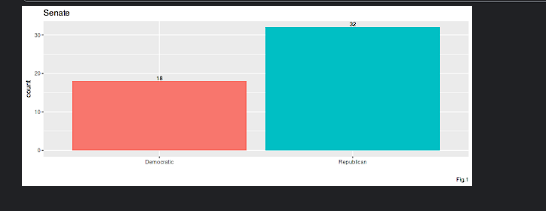 Senate
32
30
18
20
count
10
0
Democratic
Republican
Fig.1